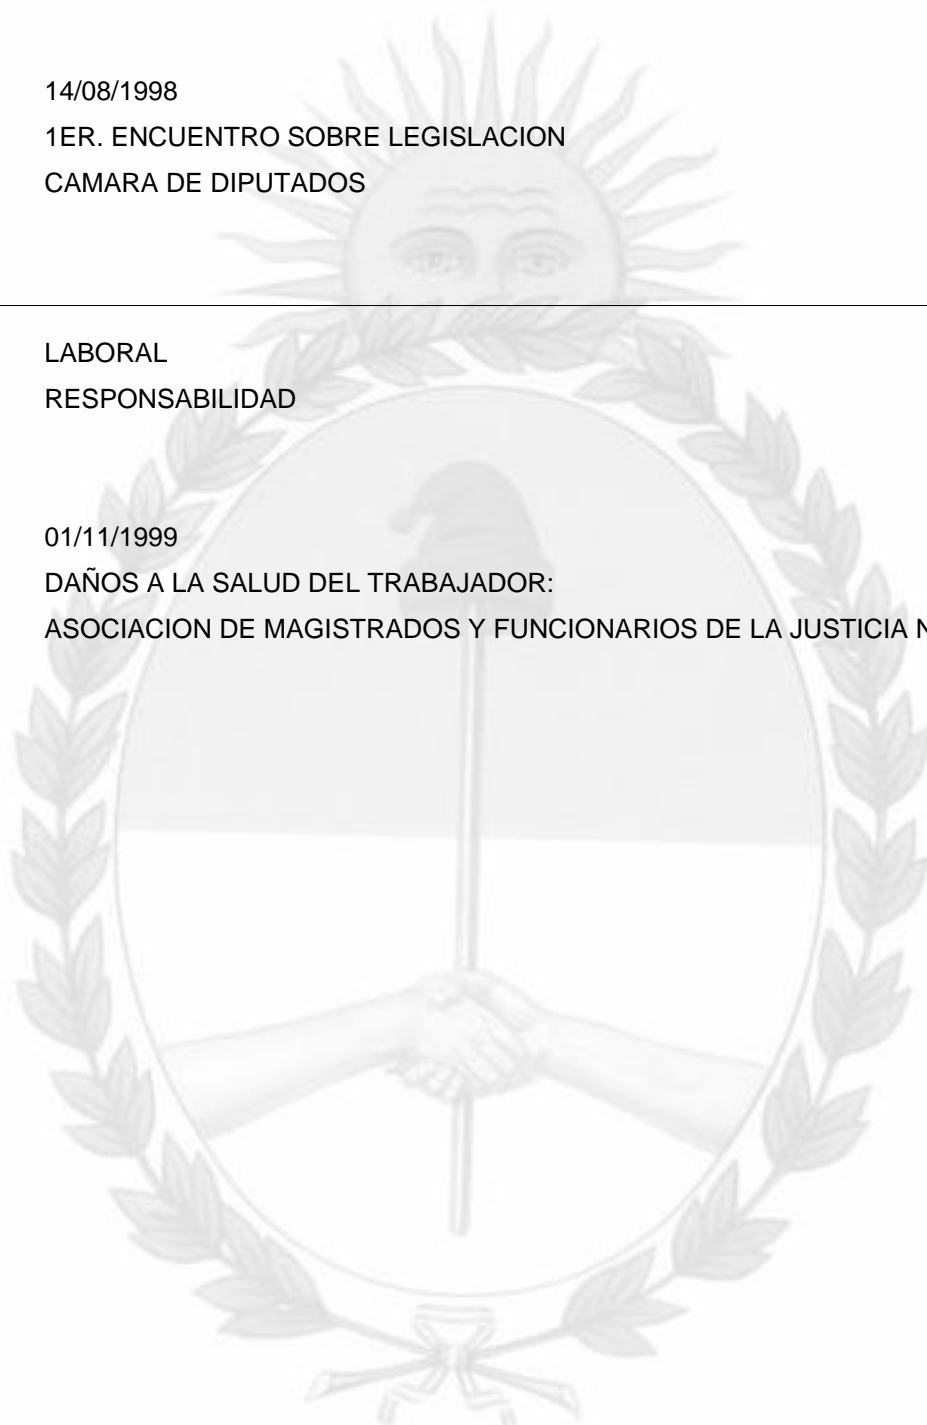 14/08/1998
1ER. ENCUENTRO SOBRE LEGISLACION
CAMARA DE DIPUTADOS
LABORAL
RESPONSABILIDAD
01/11/1999
DAÑOS A LA SALUD DEL TRABAJADOR:
ASOCIACION DE MAGISTRADOS Y FUNCIONARIOS DE LA JUSTICIA N